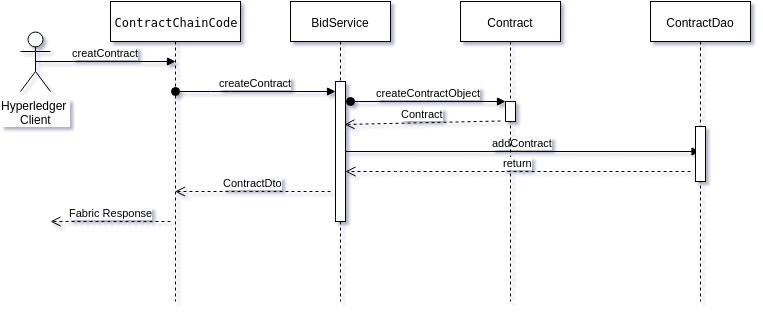 ContractChainCode
BidService
Contract
ContractDao
creatContract
Hyperledger
Client
createContract
createContractObject
Contract
addContract
return
ContractDto
Fabric Response